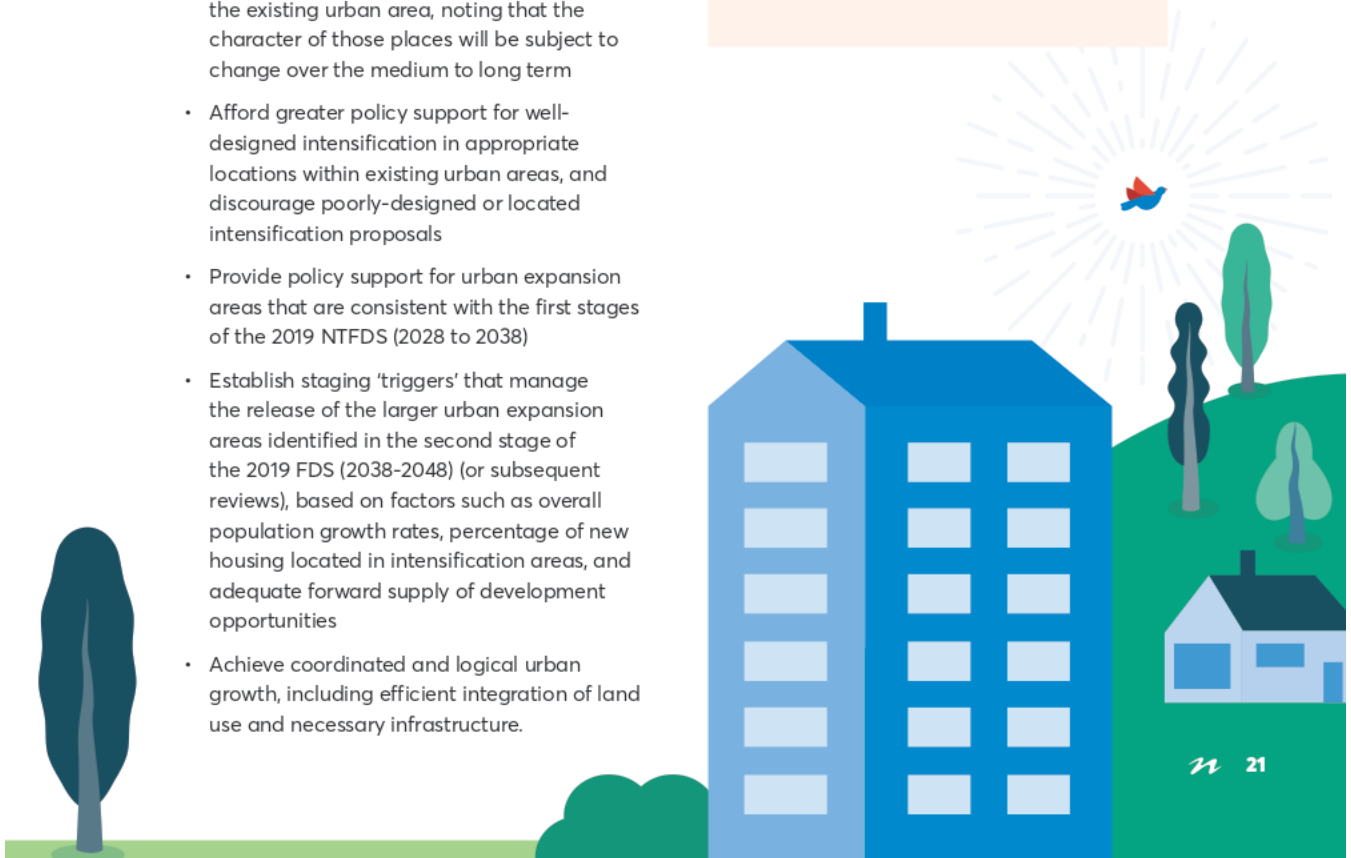 the existing urban area, noting that the
character of those places will be subject to
change over the medium to long term
• Afford greater policy support for well-
designed intensification in appropriate
locations within existing urban areas, and
discourage poorly-designed or located
intensification proposals
• Provide policy support for urban expansion
areas that are consistent with the first stages
of the 2019 NTFDS (2028 to 2038)
• Establish staging ‘triggers’ that manage
the release of the larger urban expansion
areas identified in the second stage of
the 2019 FDS (2038-2048) (or subsequent
reviews), based on factors such as overall
population growth rates, percentage of new
housing located in intensification areas, and
adequate forward supply of development
opportunities
• Achieve coordinated and logical urban
growth, including efficient integration of land
use and necessary infrastructure.
n 21